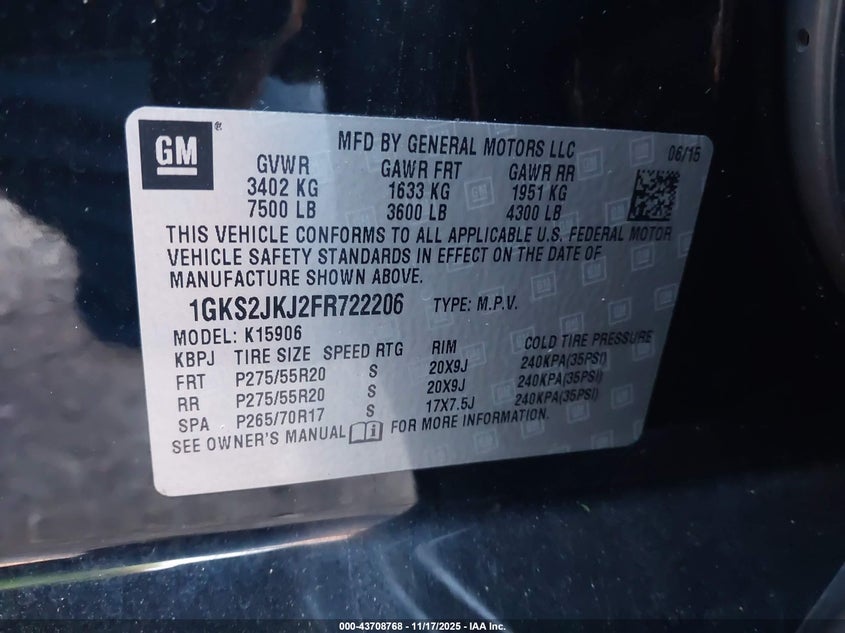 GM®
MFD BY GENERAL MOTORS LLC
06/15
GVWR GAWR FRT GAWR RR
3402 KG 1633 KG 1951 KG
7500 LB 3600 LB 4300 LB
THIS VEHICLE CONFORMS TO ALL APPLICABLE U.S. FEDERAL MOTOR
VEHICLE SAFETY STANDARDS IN EFFECT ON THE DATE OF
MANUFACTURE SHOWN ABOVE.
1GKS2JKJ2FR722206 TYPE: M.P.V.
MODEL: K15906
KBPJ TIRE SIZE SPEED RTG RIM COLD TIRE PRESSURE
FRT P275/55R20 S 20X9J 240KPA(35PSI)
RR P275/55R20 S 20X9J 240KPA(35PSI)
SPA P265/70R17 S 17X7.5J 240KPA(35PSI)
SEE OWNER'S MANUAL FOR MORE INFORMATION.
000-43708768 - 11/17/2025 - IAA Inc.